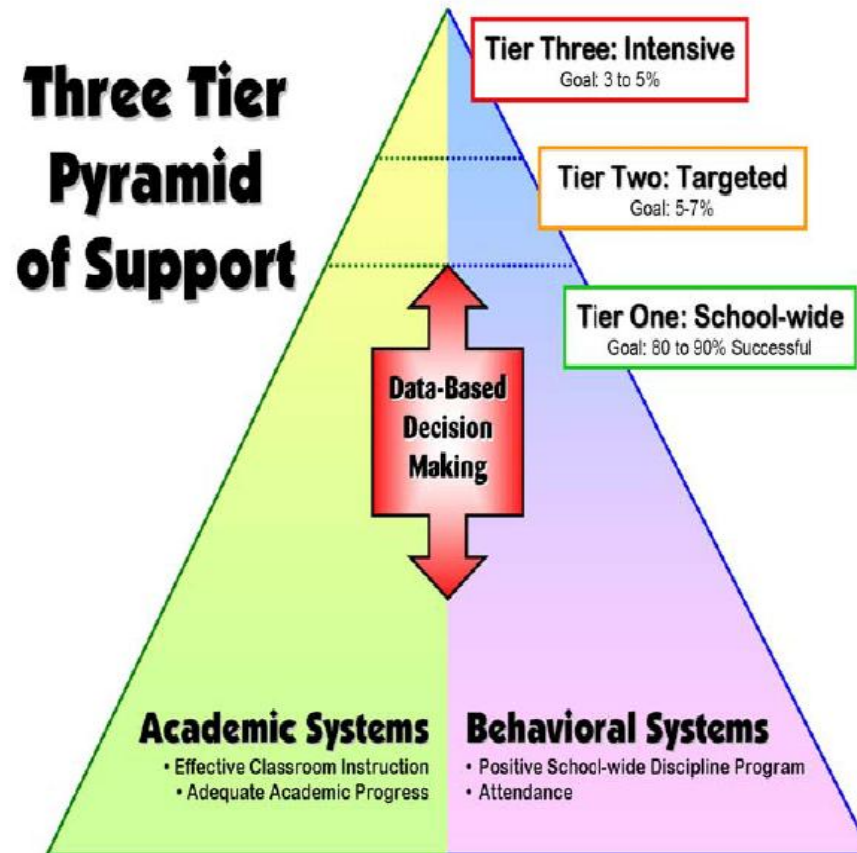 Three Tier
Pyramid
of Support
Tier Three: Intensive
Goal: 3 to 5%
Tier Two: Targeted
Goal: 5-7%
Tier One: School-wide
Goal: 80 to 90% Successful
Data-Based
Decision
Making
Academic Systems
• Effective Classroom Instruction
• Adequate Academic Progress
Behavioral Systems
• Positive School-wide Discipline Program
• Attendance